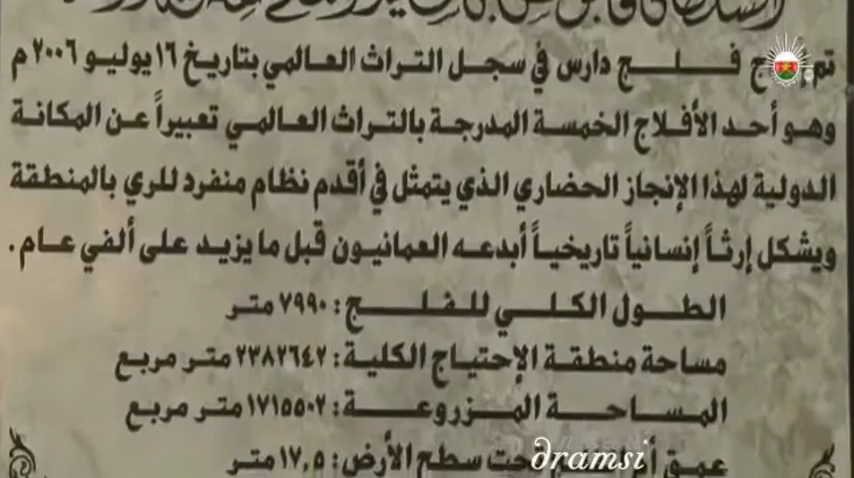 تم فلج دارس في سجل التراث العالمي بتاريخ ١٦ يوليو ٢٠٠٦ م
وهو أحد الأفلاج الخمسة المدرجة بالتراث العالمي تعبيراً عن المكانة
الدولية لهذا الإنجاز الحضاري الذي يتمثل في أقدم نظام منفرد للري بالمنطقة
ويشكل إرثاً إنسانياً تاريخياً أبدعه العمانيون قبل ما يزيد على ألفي عام.
الطول الكلي للفلج: ٧٩٩٠ متر
مساحة منطقة الإحتياج الكلية: ٢٣٨٢٦٤٢ متر مربع
المساحة المزروعة: ١٧١٥٥٠٢ متر مربع
عمق تحت سطح الأرض: ١٧,٥ متر
dramsi